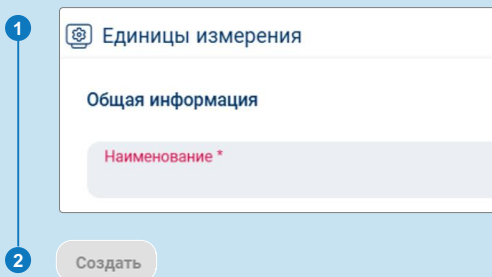 1
Единицы измерения
Общая информация
Наименование *
2
Создать